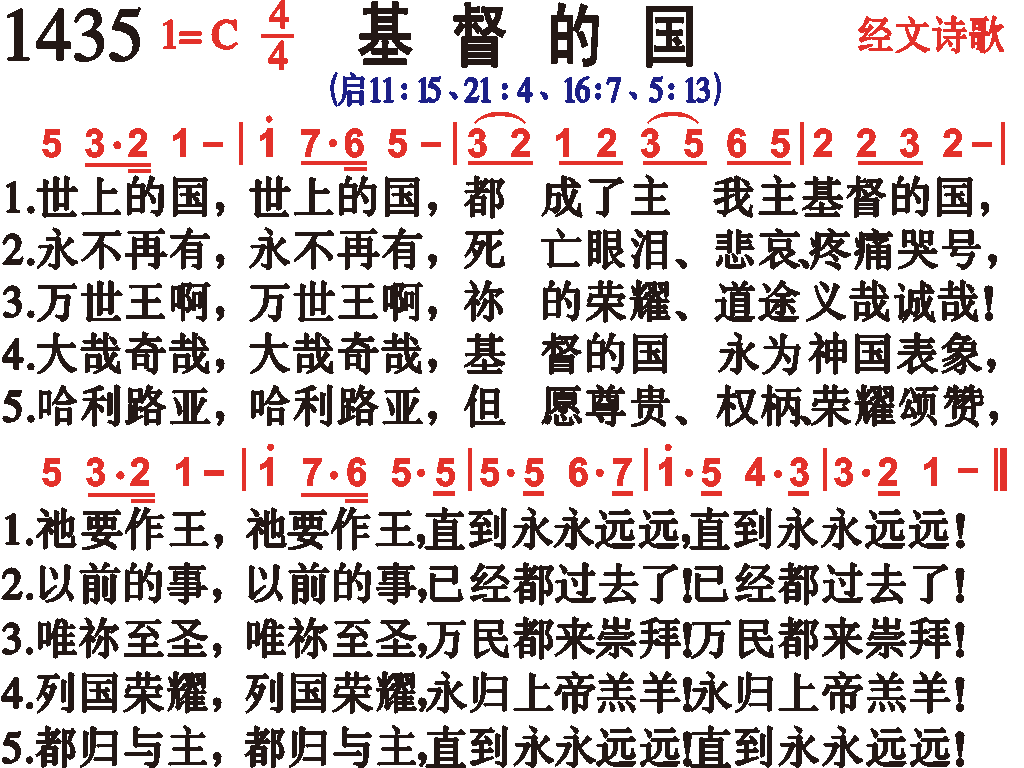 1435 1=C 4/4 基督的国 经文诗歌
(启11:15、21:4、16:7、5:13)
5 3·2 1 – | i 7·6 5 – | 3 2 1 2 3 5 6 5 | 2 2 3 2 – |
1.世上的国，世上的国，都 成了主 我主基督的国，
2.永不再有，永不再有，死 亡眼泪、悲哀、疼痛哭号，
3.万世王啊，万世王啊，祢 的荣耀、道途义哉诚哉！
4.大哉奇哉，大哉奇哉，基 督的国 永为神国表象，
5.哈利路亚，哈利路亚，但 愿尊贵、权柄、荣耀颂赞，
5 3·2 1 – | i 7·6 5·5 | 5·5 6·7 | i·5 4·3 | 3·2 1 – ‖
1.祂要作王，祂要作王，直到永永远远，直到永永远远！
2.以前的事，以前的事，已经都过去了！已经都过去了！
3.唯祢至圣，唯祢至圣，万民都来崇拜！万民都来崇拜！
4.列国荣耀，列国荣耀，永归上帝羔羊！永归上帝羔羊！
5.都归与主，都归与主，直到永永远远！直到永永远远！